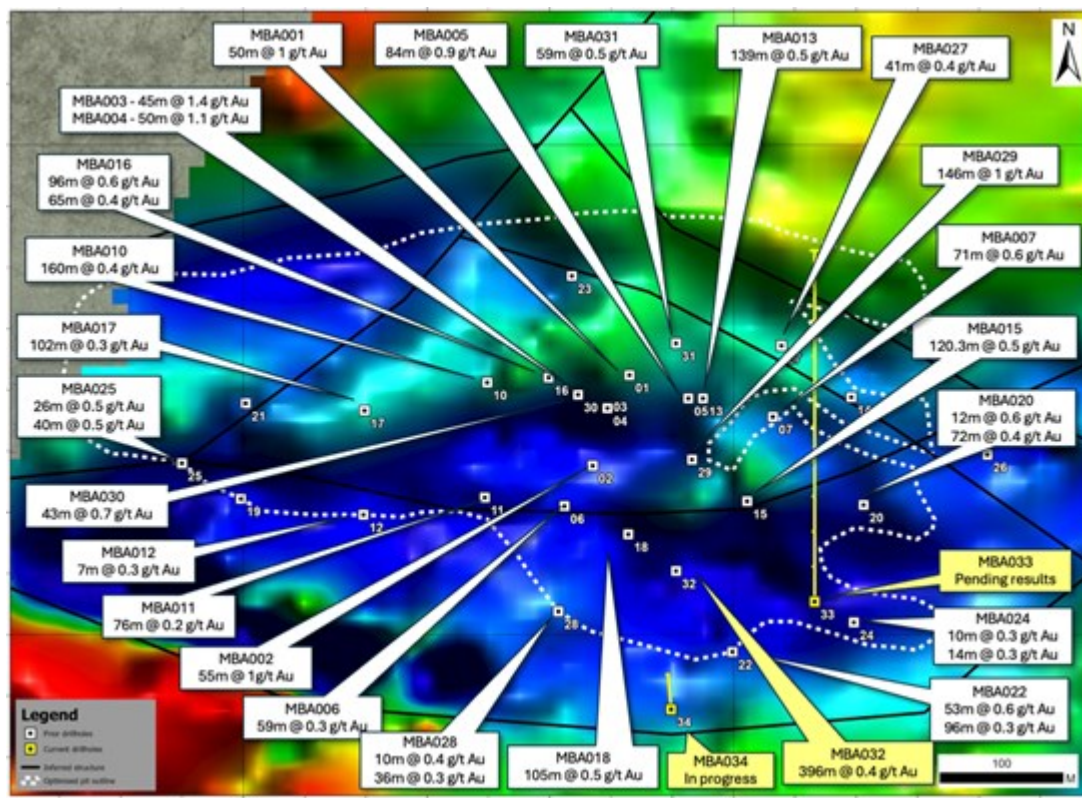 MBA001
50m @ 1 g/t Au
MBA005
84m @ 0.9 g/t Au
MBA031
59m @ 0.5 g/t Au
MBA013
139m @ 0.5 g/t Au
MBA027
41m @ 0.4 g/t Au
N
MBA003 - 45m @ 1.4 g/t Au
MBA004 - 50m @ 1.1 g/t Au
MBA029
146m @ 1 g/t Au
MBA016
96m @ 0.6 g/t Au
65m @ 0.4 g/t Au
MBA007
71m @ 0.6 g/t Au
MBA010
160m @ 0.4 g/t Au
MBA015
120.3m @ 0.5 g/t Au
MBA017
102m @ 0.3 g/t Au
MBA025
26m @ 0.5 g/t Au
40m @ 0.5 g/t Au
MBA020
12m @ 0.6 g/t Au
72m @ 0.4 g/t Au
23
31
01
16
10
30
03
04
05
13
07
21
17
25
02
29
26
19
12
11
06
15
20
18
32
33
28
24
22
34
MBA030
43m @ 0.7 g/t Au
MBA012
7m @ 0.3 g/t Au
MBA033
Pending results
MBA011
76m @ 0.2 g/t Au
MBA024
10m @ 0.3 g/t Au
14m @ 0.3 g/t Au
MBA002
55m @ 1g/t Au
MBA006
59m @ 0.3 g/t Au
MBA022
53m @ 0.6 g/t Au
96m @ 0.3 g/t Au
MBA028
10m @ 0.4 g/t Au
36m @ 0.3 g/t Au
MBA018
105m @ 0.5 g/t Au
MBA034
In progress
MBA032
396m @ 0.4 g/t Au
Legend
Prior drillholes
Current drillholes
Inferred structure
Optimised pit outline
100
M